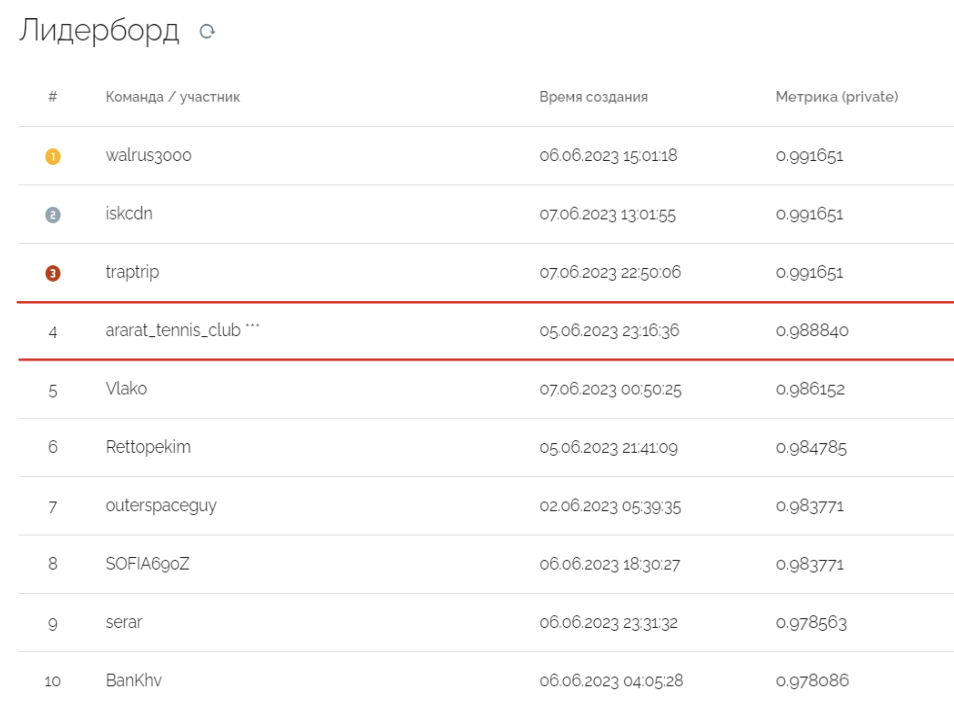 Лидерборд
# Команда / участник Время создания Метрика (private)
1 walrus3000 06.06.2023 15:01:18 0.991651
2 iskcdn 07.06.2023 13:01:55 0.991651
3 traptrip 07.06.2023 22:50:06 0.991651
4 ararat_tennis_club *** 05.06.2023 23:16:36 0.988840
5 Vlako 07.06.2023 00:50:25 0.986152
6 Rettopekim 05.06.2023 21:41:09 0.984785
7 outerspaceguy 02.06.2023 05:39:35 0.983771
8 SOFIA690Z 06.06.2023 18:30:27 0.983771
9 serar 06.06.2023 23:31:32 0.978563
10 BanKhv 06.06.2023 04:05:28 0.978086